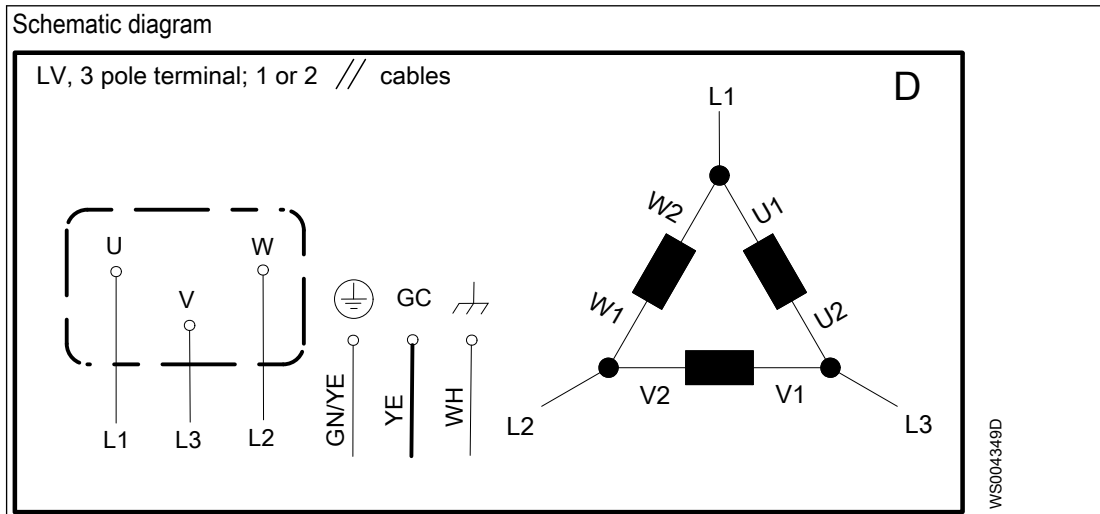 Schematic diagram
LV, 3 pole terminal; 1 or 2 // cables
D
L1
W2
U1
U
W
V
GC
W1
U2
GN/YE
YE
WH
V2
V1
L1
L3
L2
L2
L3
WS004349D